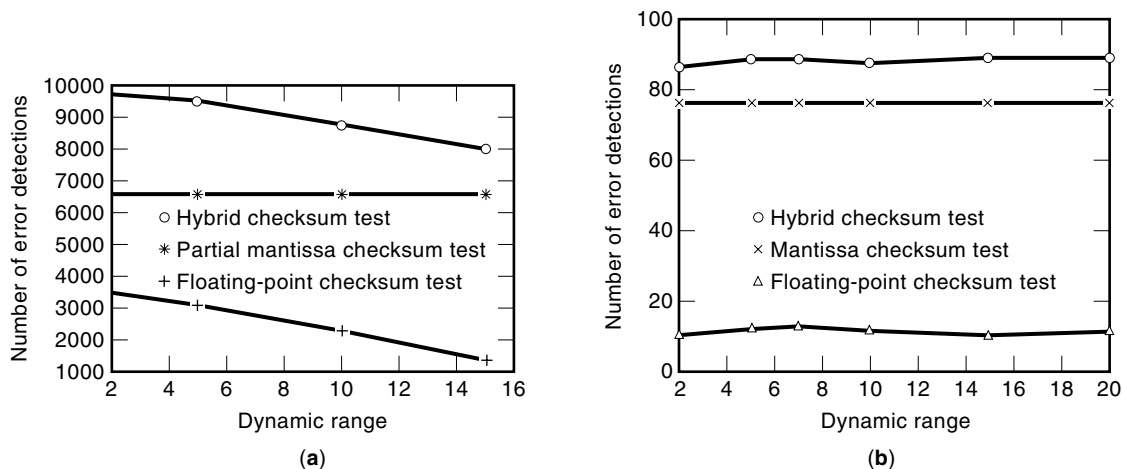 Number of error detections
10000
9000
8000
7000
6000
5000
4000
3000
2000
1000
Hybrid checksum test
Partial mantissa checksum test
Floating-point checksum test
2 4 6 8 10 12 14 16
Dynamic range
(a)
Number of error detections
100
80
60
40
20
0
Hybrid checksum test
Mantissa checksum test
Floating-point checksum test
2 4 6 8 10 12 14 16 18 20
Dynamic range
(b)